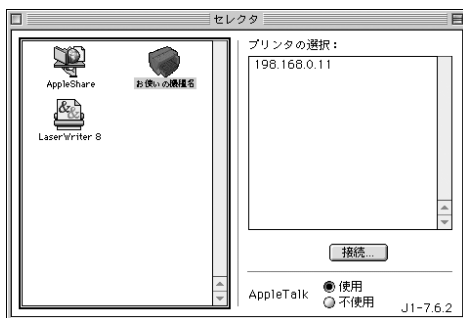 セレクタ
AppleShare
お使いの機種名
LaserWriter 8
プリンタの選択：
198.168.0.11
接続...
AppleTalk
使用
不使用
J1-7.6.2